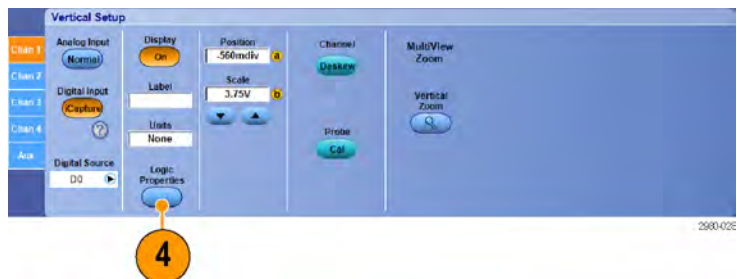 Vertical Setup
Chan 1
Chan 2
Chan 3
Chan 4
Aux
Analog Input
Normal
Digital Input
iCapture
?
Digital Source
D0
Display
On
Label
Units
None
Logic
Properties
Position
-560mdiv
a
Scale
3.75V
b
Channel
Deskew
Probe
Cal
MultiView
Zoom
Vertical
Zoom
4
2980-028